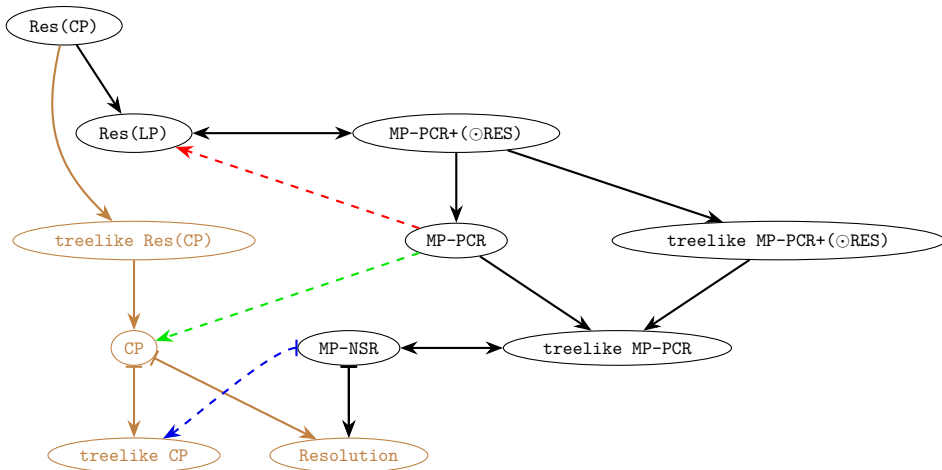 Res(CP)
Res(LP)
MP-PCR+(⊙RES)
treelike Res(CP)
MP-PCR
treelike MP-PCR+(⊙RES)
CP
MP-NSR
treelike MP-PCR
treelike CP
Resolution